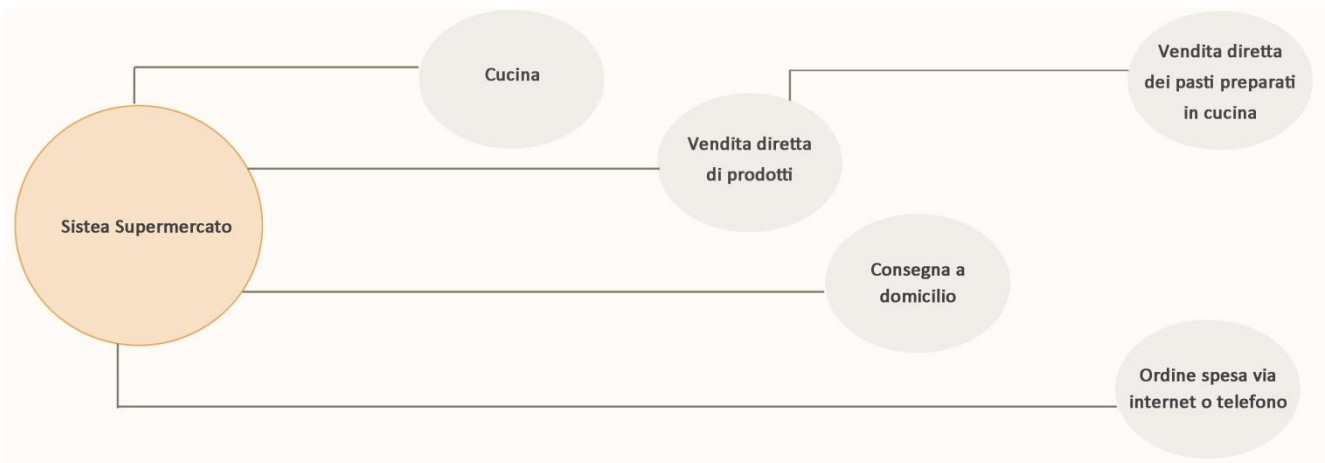 Cucina
Vendita diretta
dei pasti preparati
in cucina
Vendita diretta
di prodotti
Sistea Supermercato
Consegna a
domicilio
Ordine spesa via
internet o telefono